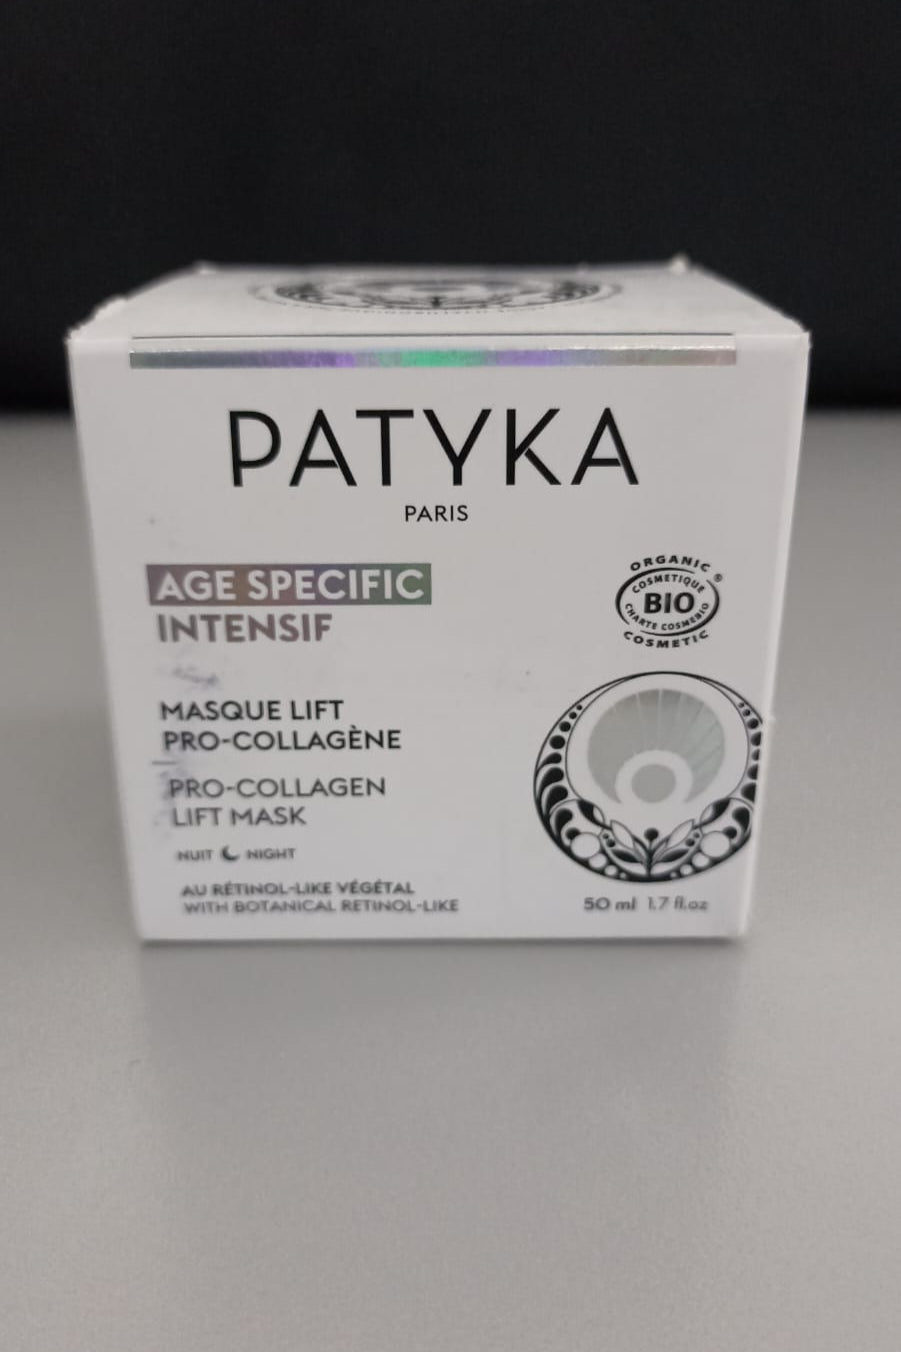 PATYKA
PARIS
AGE SPECIFIC
INTENSIF
ORGANIC
COSMETIQUE
BIO
CHARTE COSMEBIO
COSMETIC
®
MASQUE LIFT
PRO-COLLAGÈNE
PRO-COLLAGEN
LIFT MASK
NUIT NIGHT
AU RÉTINOL-LIKE VÉGÉTAL
WITH BOTANICAL RETINOL-LIKE
50 ml 1.7 fl.oz